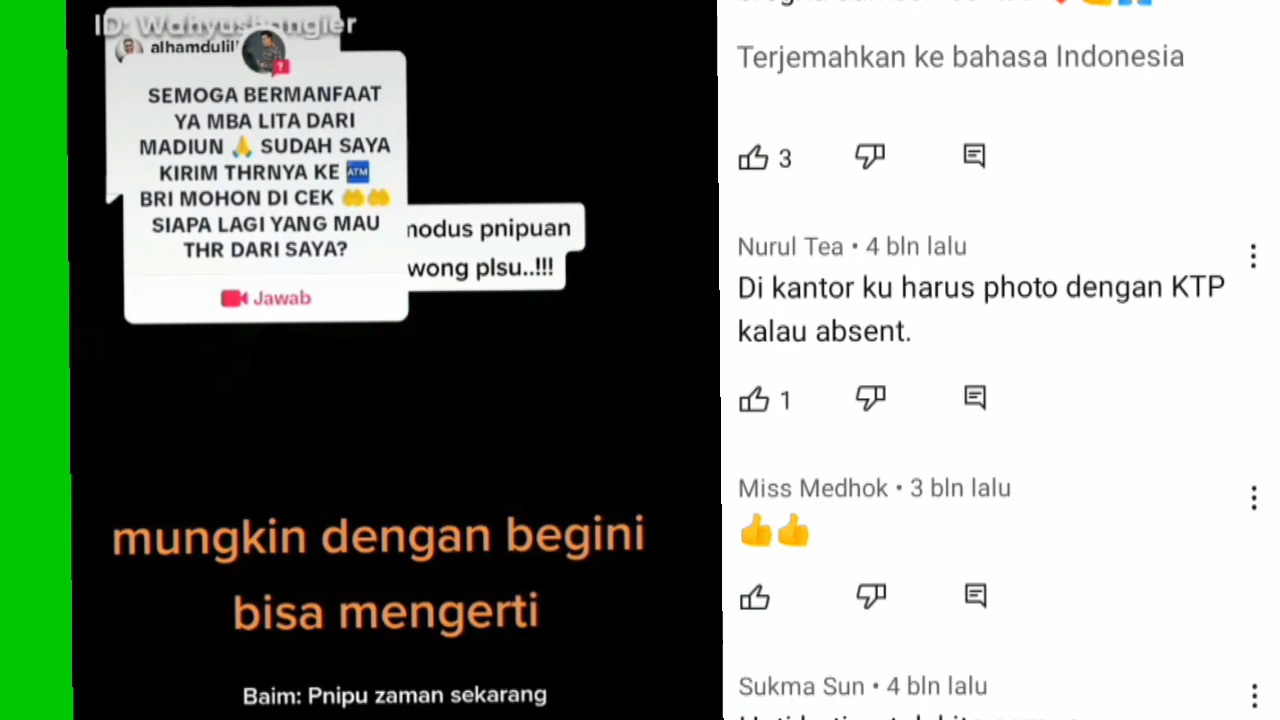 ID: Wahyushangier
alhamdulil
SEMOGA BERMANFAAT
YA MBA LITA DARI
MADIUN 🙏 SUDAH SAYA
KIRIM THRNYA KE 🏧
BRI MOHON DI CEK 🤲🤲
SIAPA LAGI YANG MAU
THR DARI SAYA?
Jawab
modus pnipuan
wong plsu..!!!
mungkin dengan begini
bisa mengerti
Baim: Pnipu zaman sekarang
Terjemahkan ke bahasa Indonesia
3
Nurul Tea • 4 bln lalu
Di kantor ku harus photo dengan KTP
kalau absent.
1
Miss Medhok • 3 bln lalu
👍👍
Sukma Sun • 4 bln lalu